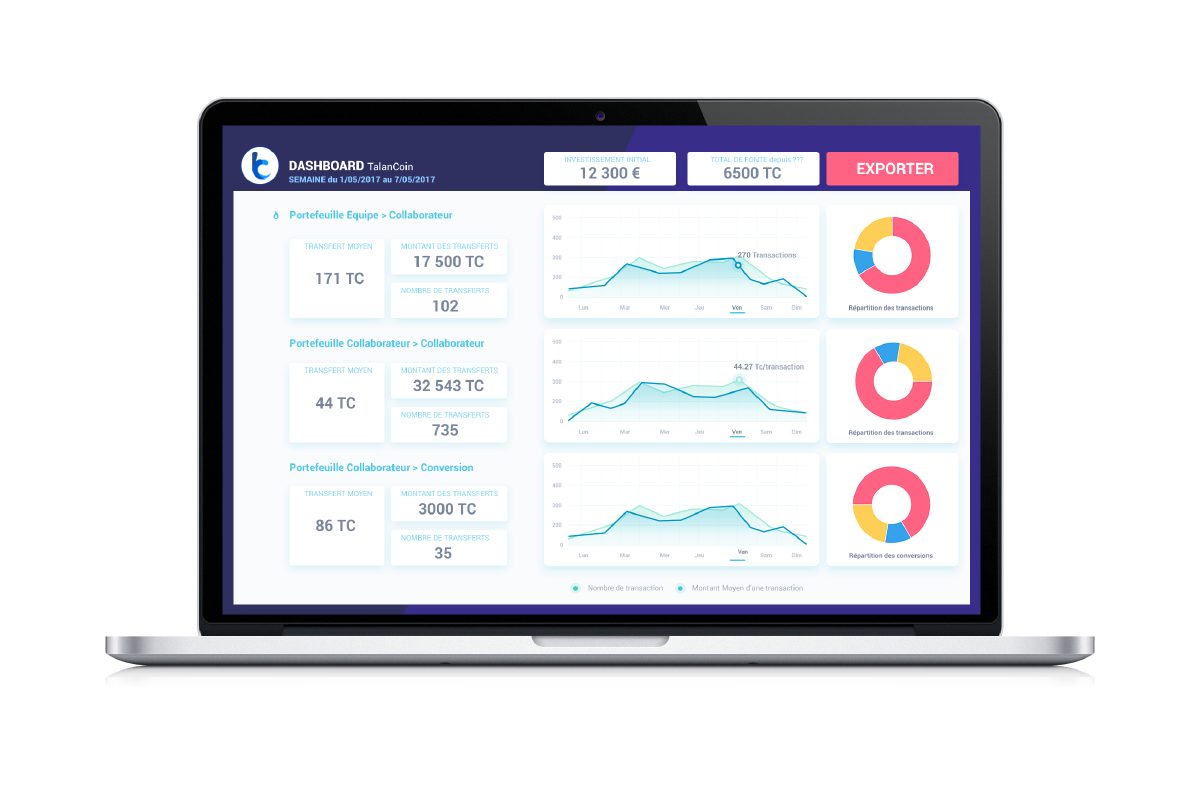 DASHBOARD TalanCoin
SEMAINE du 1/05/2017 au 7/05/2017
INVESTISSEMENT INITIAL
12 300 €
TOTAL DE FONTE depuis ???
6500 TC
EXPORTER
Portefeuille Equipe > Collaborateur
TRANSFERT MOYEN
171 TC
MONTANT DES TRANSFERTS
17 500 TC
NOMBRE DE TRANSFERTS
102
500
400
300
200
0
270 Transactions
Lun Mar Mer Jeu Ven Sam Dim
Répartition des transactions
Portefeuille Collaborateur > Collaborateur
TRANSFERT MOYEN
44 TC
MONTANT DES TRANSFERTS
32 543 TC
NOMBRE DE TRANSFERTS
735
500
400
300
200
0
44.27 Tc/transaction
Lun Mar Mer Jeu Ven Sam Dim
Répartition des transactions
Portefeuille Collaborateur > Conversion
TRANSFERT MOYEN
86 TC
MONTANT DES TRANSFERTS
3000 TC
NOMBRE DE TRANSFERTS
35
500
400
300
200
0
Lun Mar Mer Jeu Ven Sam Dim
Répartition des conversions
Nombre de transaction
Montant Moyen d'une transaction